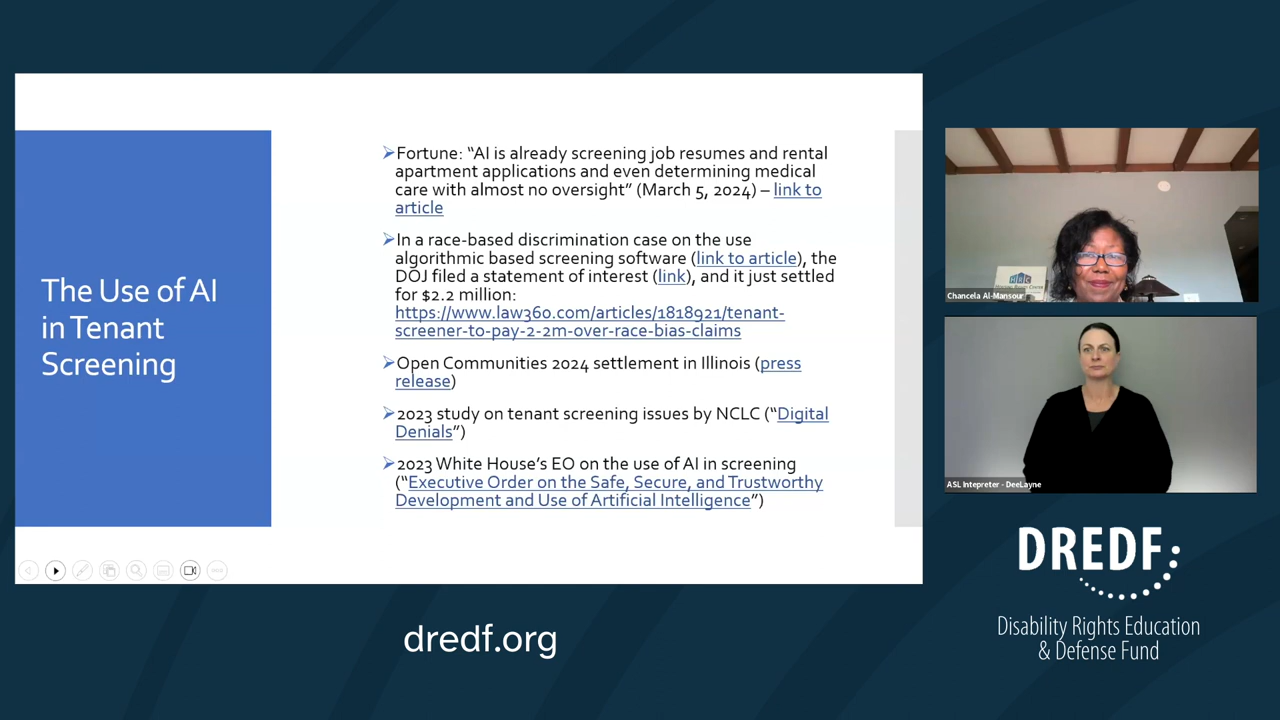 The Use of AI
in Tenant
Screening
➢Fortune: “AI is already screening job resumes and rental
apartment applications and even determining medical
care with almost no oversight” (March 5, 2024) – link to
article
➢In a race-based discrimination case on the use
algorithmic based screening software (link to article), the
DOJ filed a statement of interest (link), and it just settled
for $2.2 million:
https://www.law360.com/articles/1818921/tenant-
screener-to-pay-2-2m-over-race-bias-claims
➢Open Communities 2024 settlement in Illinois (press
release)
➢2023 study on tenant screening issues by NCLC (“Digital
Denials”)
➢2023 White House’s EO on the use of AI in screening
(“Executive Order on the Safe, Secure, and Trustworthy
Development and Use of Artificial Intelligence”)
Chancela Al-Mansour
ASL Intepreter - DeeLayne
DREDF
Disability Rights Education
& Defense Fund
dredf.org